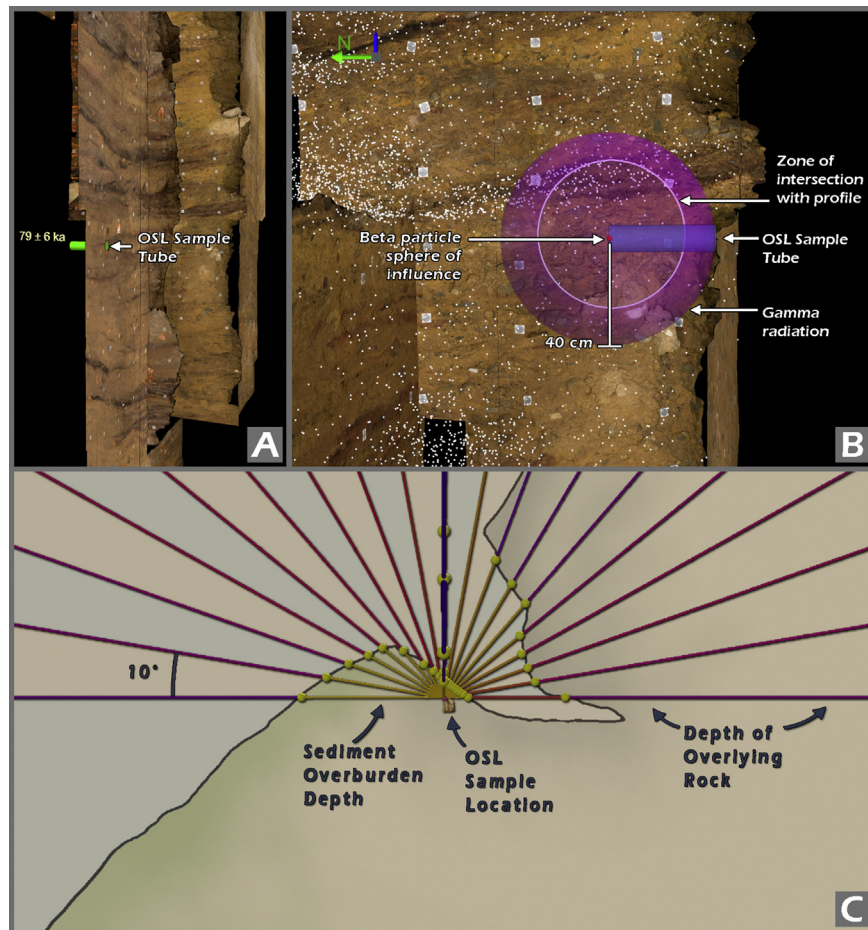 79 ± 6 ka
OSL Sample
Tube
A
N
Zone of
intersection
with profile
Beta particle
sphere of
influence
OSL Sample
Tube
Gamma
radiation
40 cm
B
10°
Sediment
Overburden
Depth
OSL
Sample
Location
Depth of
Overlying
Rock
C